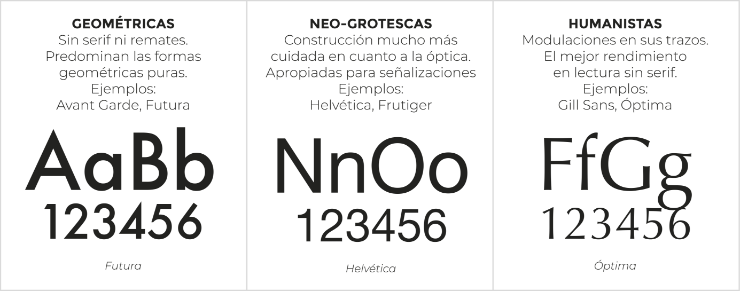 GEOMÉTRICAS
Sin serif ni remates.
Predominan las formas
geométricas puras.
Ejemplos:
Avant Garde, Futura
AaBb
123456
Futura
NEO-GROTESCAS
Construcción mucho más
cuidada en cuanto a la óptica.
Apropiadas para señalizaciones
Ejemplos:
Helvética, Frutiger
NnOo
123456
Helvética
HUMANISTAS
Modulaciones en sus trazos.
El mejor rendimiento
en lectura sin serif.
Ejemplos:
Gill Sans, Óptima
FfGg
123456
Óptima